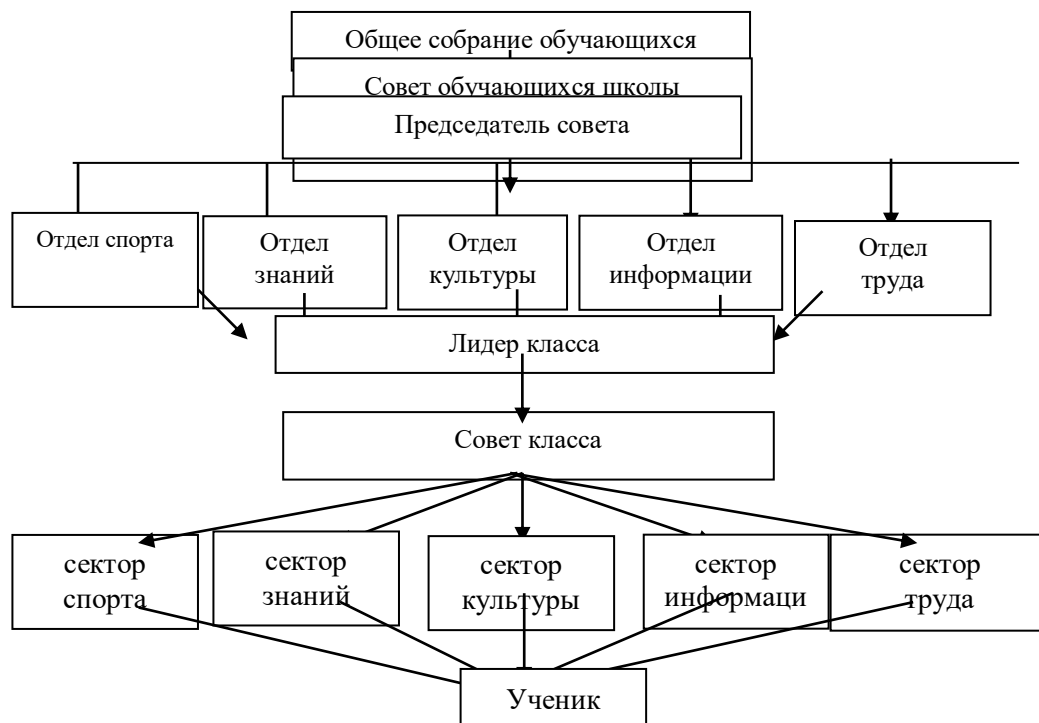 Общее собрание обучающихся
Совет обучающихся школы
Председатель совета
Отдел спорта
Отдел
знаний
Отдел
культуры
Отдел
информации
Отдел
труда
Лидер класса
Совет класса
сектор
спорта
сектор
знаний
сектор
культуры
сектор
информаци
сектор
труда
Ученик